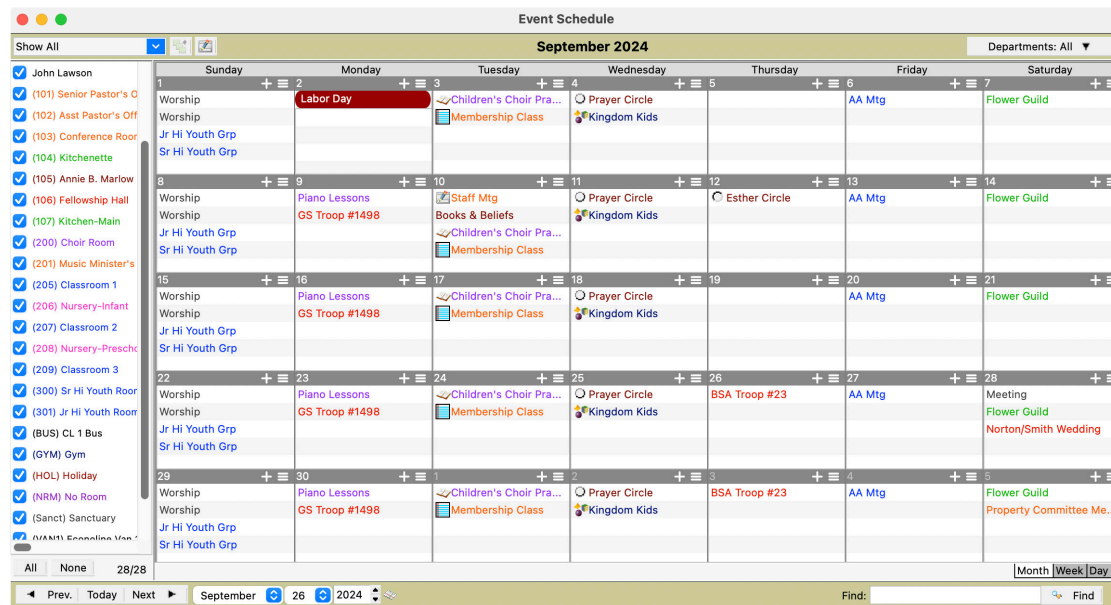 Event Schedule
Show All
September 2024
Departments: All ▼
John Lawson
(101) Senior Pastor's O
(102) Asst Pastor's Off
(103) Conference Roor
(104) Kitchenette
(105) Annie B. Marlow
(106) Fellowship Hall
(107) Kitchen-Main
(200) Choir Room
(201) Music Minister's
(205) Classroom 1
(206) Nursery-Infant
(207) Classroom 2
(208) Nursery-Prescho
(209) Classroom 3
(300) Sr Hi Youth Roor
(301) Jr Hi Youth Room
(BUS) CL 1 Bus
(GYM) Gym
(HOL) Holiday
(NRM) No Room
(Sanct) Sanctuary
(VAN1) Econoline Van
All None 28/28
Sunday Monday Tuesday Wednesday Thursday Friday Saturday
1 2 3 4 5 6 7
Worship Labor Day Children's Choir Pra... Prayer Circle AA Mtg Flower Guild
Worship Membership Class Kingdom Kids
Jr Hi Youth Grp
Sr Hi Youth Grp
8 9 10 11 12 13 14
Worship Piano Lessons Staff Mtg Prayer Circle Esther Circle AA Mtg Flower Guild
Worship GS Troop #1498 Books & Beliefs Kingdom Kids
Jr Hi Youth Grp Children's Choir Pra...
Sr Hi Youth Grp Membership Class
15 16 17 18 19 20 21
Worship Piano Lessons Children's Choir Pra... Prayer Circle AA Mtg Flower Guild
Worship GS Troop #1498 Membership Class Kingdom Kids
Jr Hi Youth Grp
Sr Hi Youth Grp
22 23 24 25 26 27 28
Worship Piano Lessons Children's Choir Pra... Prayer Circle BSA Troop #23 AA Mtg Meeting
Worship GS Troop #1498 Membership Class Kingdom Kids Flower Guild
Jr Hi Youth Grp Norton/Smith Wedding
Sr Hi Youth Grp
29 30 1 2 3 4 5
Worship Piano Lessons Children's Choir Pra... Prayer Circle BSA Troop #23 AA Mtg Flower Guild
Worship GS Troop #1498 Membership Class Kingdom Kids Property Committee Me..
Jr Hi Youth Grp
Sr Hi Youth Grp
Month Week Day
◄ Prev. Today Next ► September 26 2024 Find: Find